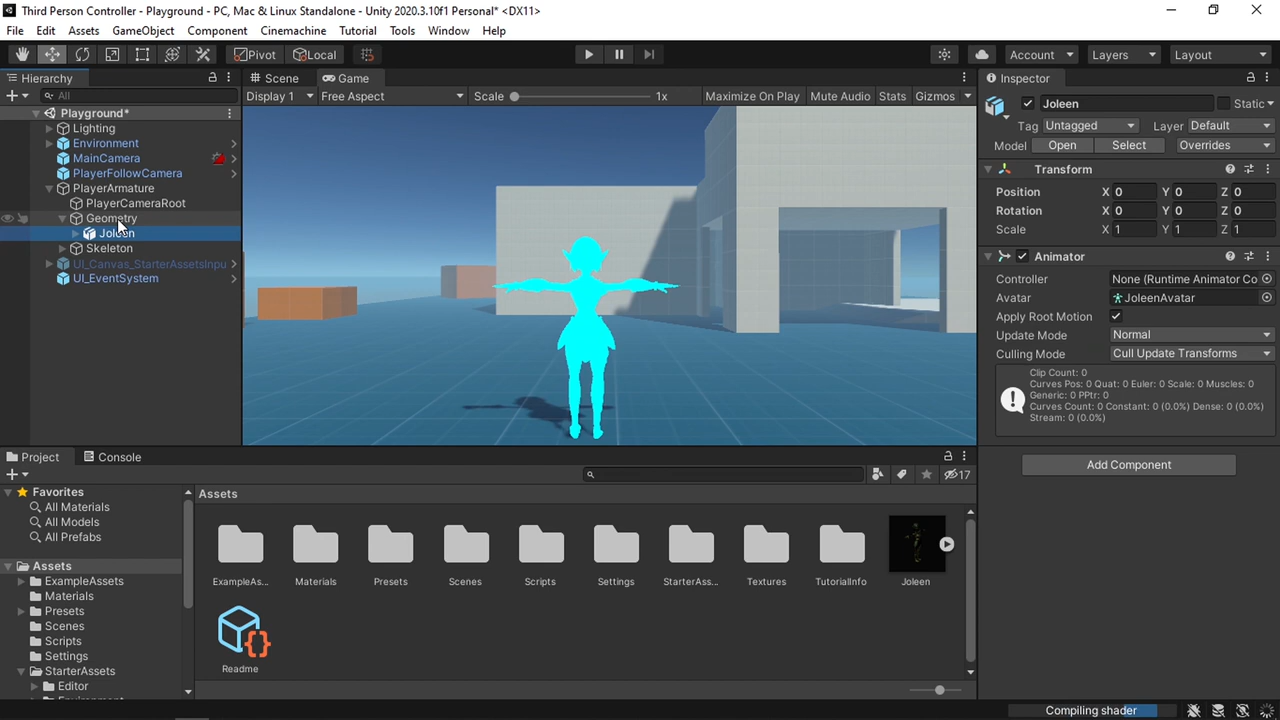 Third Person Controller - Playground - PC, Mac & Linux Standalone - Unity 2020.3.10f1 Personal* <DX11>
File Edit Assets GameObject Component Cinemachine Tutorial Tools Window Help
Pivot Local Account Layers Layout
Hierarchy
All
Playground*
Lighting
Environment
MainCamera
PlayerFollowCamera
PlayerArmature
PlayerCameraRoot
Geometry
Joleen
Skeleton
UI_Canvas_StarterAssetsInpu
UI_EventSystem
Scene Game
Display 1 Free Aspect Scale 1x Maximize On Play Mute Audio Stats Gizmos
Inspector
Joleen Static
Tag Untagged Layer Default
Model Open Select Overrides
Transform
Position X 0 Y 0 Z 0
Rotation X 0 Y 0 Z 0
Scale X 1 Y 1 Z 1
Animator
Controller None (Runtime Animator Co
Avatar JoleenAvatar
Apply Root Motion
Update Mode Normal
Culling Mode Cull Update Transforms
Clip Count: 0
Curves Pos: 0 Quat: 0 Euler: 0 Scale: 0 Muscles: 0
Generic: 0 PPtr: 0
Curves Count: 0 Constant: 0 (0.0%) Dense: 0 (0.0%)
Stream: 0 (0.0%)
Add Component
Project Console
17
Favorites
All Materials
All Models
All Prefabs
Assets
ExampleAssets
Materials
Presets
Scenes
Scripts
Settings
StarterAssets
Editor
Assets
ExampleAs... Materials Presets Scenes Scripts Settings StarterAss... Textures TutorialInfo Joleen
Readme
Compiling shader